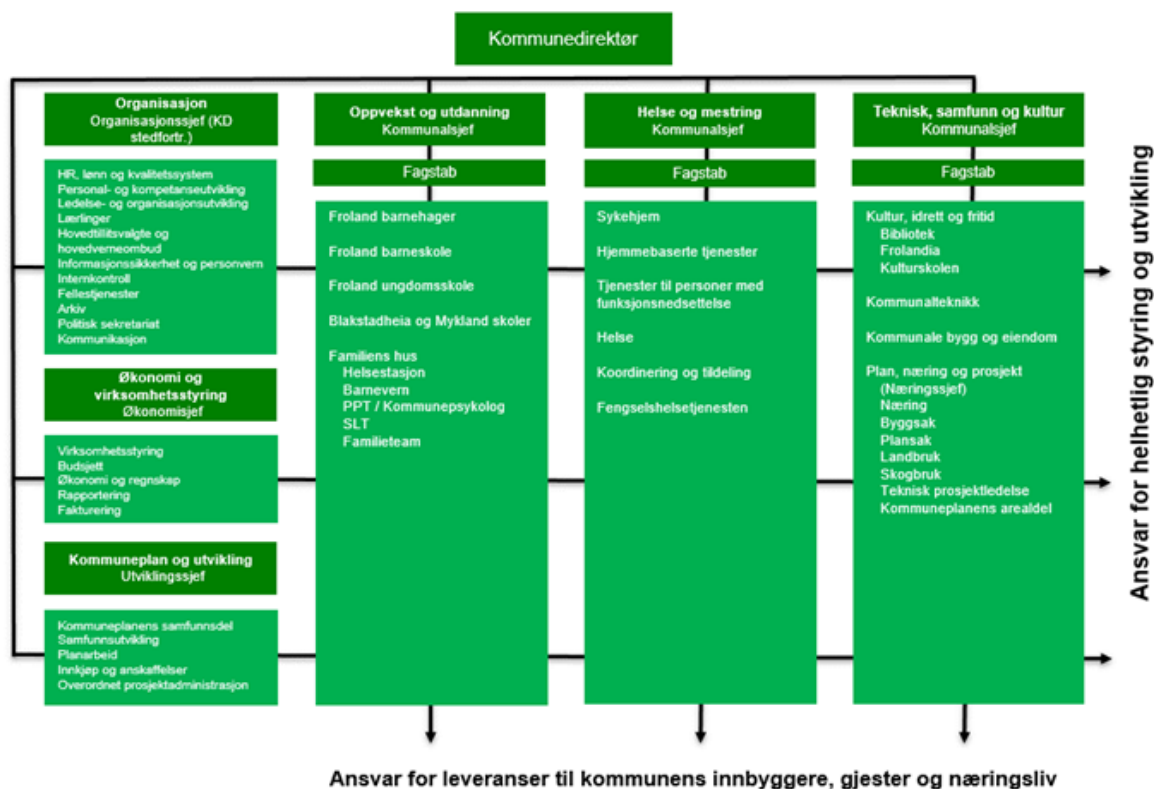 Kommunedirektør
Organisasjon
Organisasjonssjef (KD
stedfortr.)
HR, lønn og kvalitetssystem
Personal- og kompetanseutvikling
Ledelse- og organisasjonsutvikling
Lærlinger
Hovedtillitsvalgte og
hovedverneombud
Informasjonssikkerhet og personvern
Internkontroll
Fellestjenester
Arkiv
Politisk sekretariat
Kommunikasjon
Økonomi og
virksomhetsstyring
Økonomisjef
Virksomhetsstyring
Budsjett
Økonomi og regnskap
Rapportering
Fakturering
Kommuneplan og utvikling
Utviklingssjef
Kommuneplanens samfunnsdel
Samfunnsutvikling
Planarbeid
Innkjøp og anskaffelser
Overordnet prosjektadministrasjon
Oppvekst og utdanning
Kommunalsjef
Fagstab
Froland barnehager
Froland barneskole
Froland ungdomsskole
Blakstadheia og Mykland skoler
Familiens hus
Helsestasjon
Barnevern
PPT / Kommunepsykolog
SLT
Familieteam
Helse og mestring
Kommunalsjef
Fagstab
Sykehjem
Hjemmebaserte tjenester
Tjenester til personer med
funksjonsnedsettelse
Helse
Koordinering og tildeling
Fengselshelsetjenesten
Teknisk, samfunn og kultur
Kommunalsjef
Fagstab
Kultur, idrett og fritid
Bibliotek
Frolandia
Kulturskolen
Kommunalteknikk
Kommunale bygg og eiendom
Plan, næring og prosjekt
(Næringssjef)
Næring
Byggsak
Plansak
Landbruk
Skogbruk
Teknisk prosjektledelse
Kommuneplanens arealdel
Ansvar for helhetlig styring og utvikling
Ansvar for leveranser til kommunens innbyggere, gjester og næringsliv